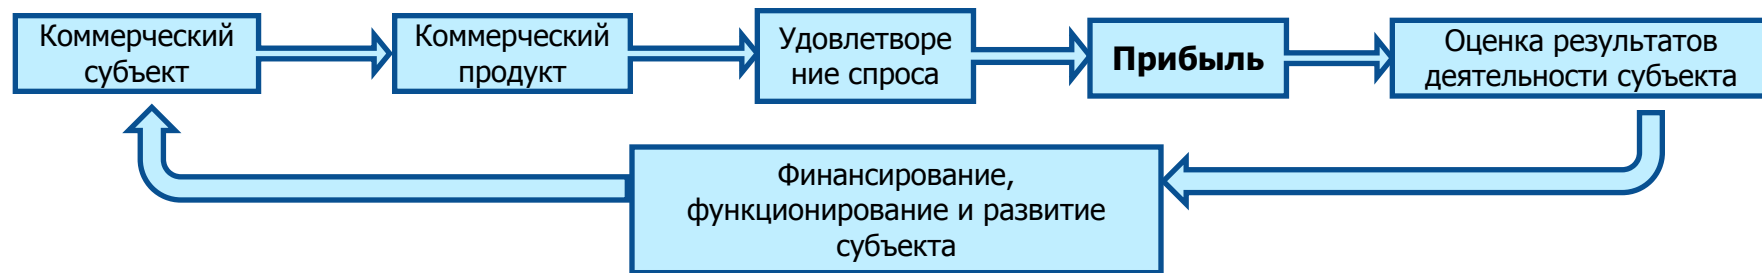 Коммерческий
субъект
Коммерческий
продукт
Удовлетворе
ние спроса
Прибыль
Оценка результатов
деятельности субъекта
Финансирование,
функционирование и развитие
субъекта